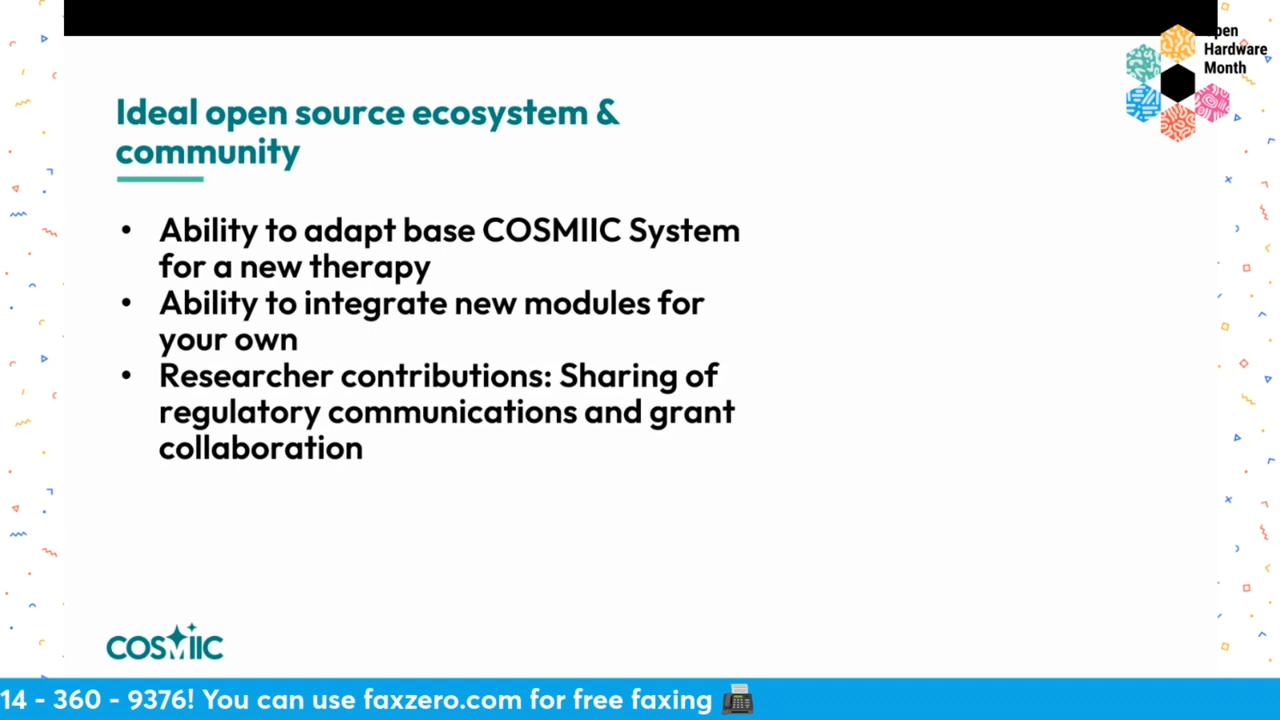 Open
Hardware
Month
Ideal open source ecosystem &
community
• Ability to adapt base COSMIIC System
for a new therapy
• Ability to integrate new modules for
your own
• Researcher contributions: Sharing of
regulatory communications and grant
collaboration
COSMIIC
14 - 360 - 9376! You can use faxzero.com for free faxing 📠